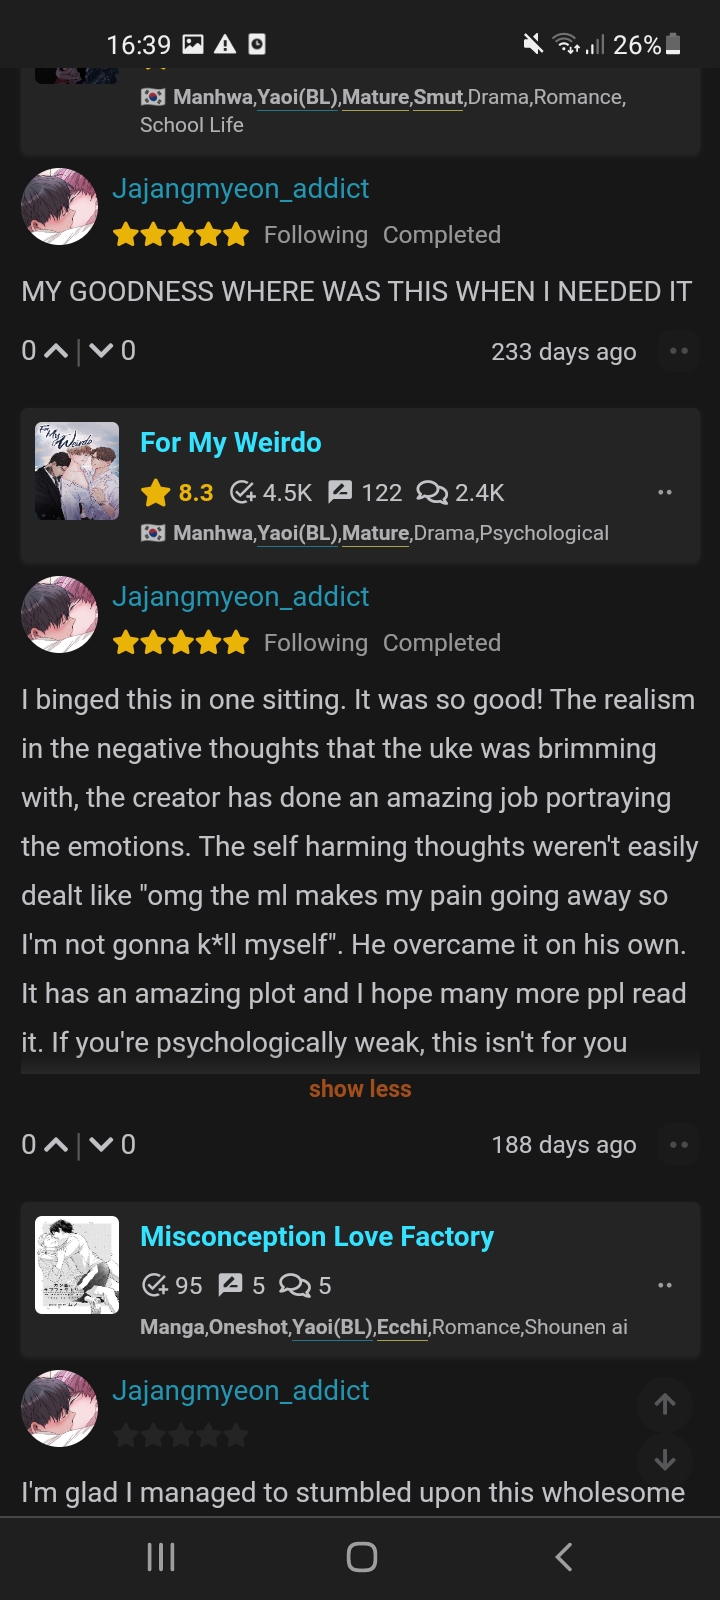 16:39 26%
Manhwa,Yaoi(BL),Mature,Smut,Drama,Romance,
School Life
Jajangmyeon_addict
Following Completed
MY GOODNESS WHERE WAS THIS WHEN I NEEDED IT
0 | 0 233 days ago
For My Weirdo
For My Weirdo
8.3 4.5K 122 2.4K
Manhwa,Yaoi(BL),Mature,Drama,Psychological
Jajangmyeon_addict
Following Completed
I binged this in one sitting. It was so good! The realism
in the negative thoughts that the uke was brimming
with, the creator has done an amazing job portraying
the emotions. The self harming thoughts weren't easily
dealt like "omg the ml makes my pain going away so
I'm not gonna k*ll myself". He overcame it on his own.
It has an amazing plot and I hope many more ppl read
it. If you're psychologically weak, this isn't for you
show less
0 | 0 188 days ago
Misconception Love Factory
95 5 5
Manga,Oneshot,Yaoi(BL),Ecchi,Romance,Shounen ai
Jajangmyeon_addict
I'm glad I managed to stumbled upon this wholesome